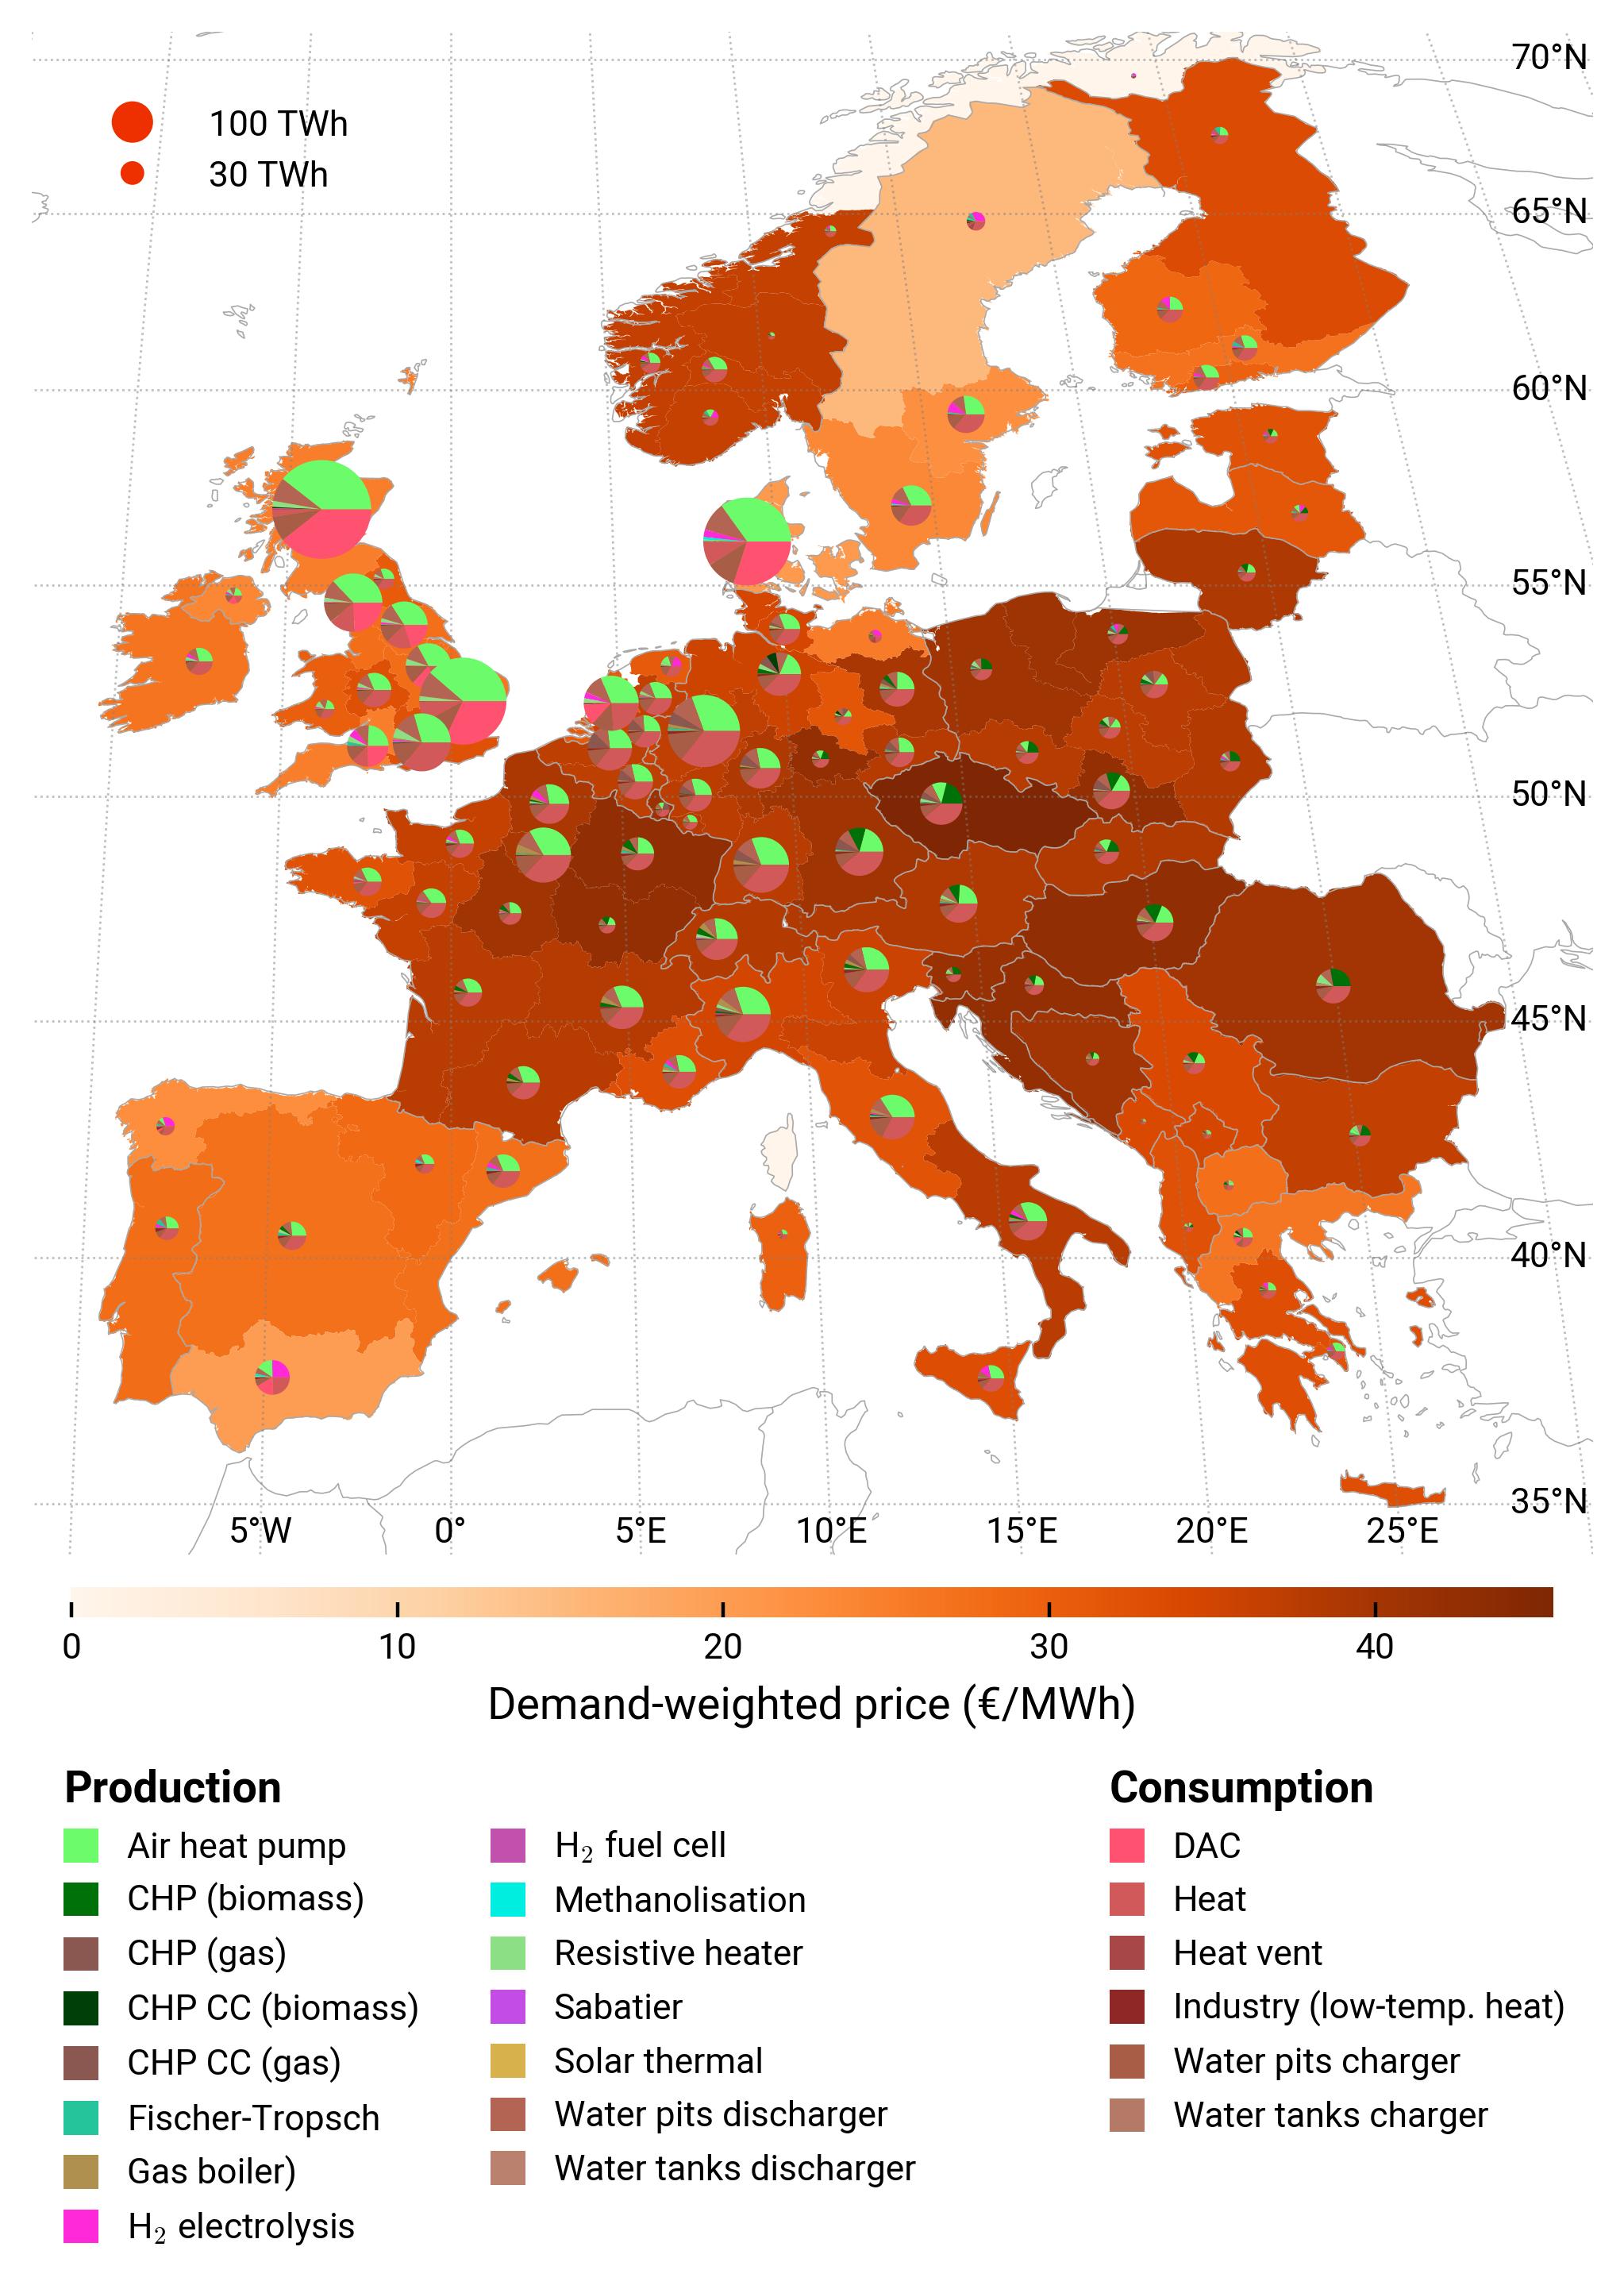 70°N
100 TWh
30 TWh
65°N
60°N
55°N
50°N
45°N
40°N
35°N
5°W 0° 5°E 10°E 15°E 20°E 25°E
0 10 20 30 40
Demand-weighted price (€/MWh)
Production
Air heat pump
CHP (biomass)
CHP (gas)
CHP CC (biomass)
CHP CC (gas)
Fischer-Tropsch
Gas boiler)
H₂ electrolysis
H₂ fuel cell
Methanolisation
Resistive heater
Sabatier
Solar thermal
Water pits discharger
Water tanks discharger
Consumption
DAC
Heat
Heat vent
Industry (low-temp. heat)
Water pits charger
Water tanks charger